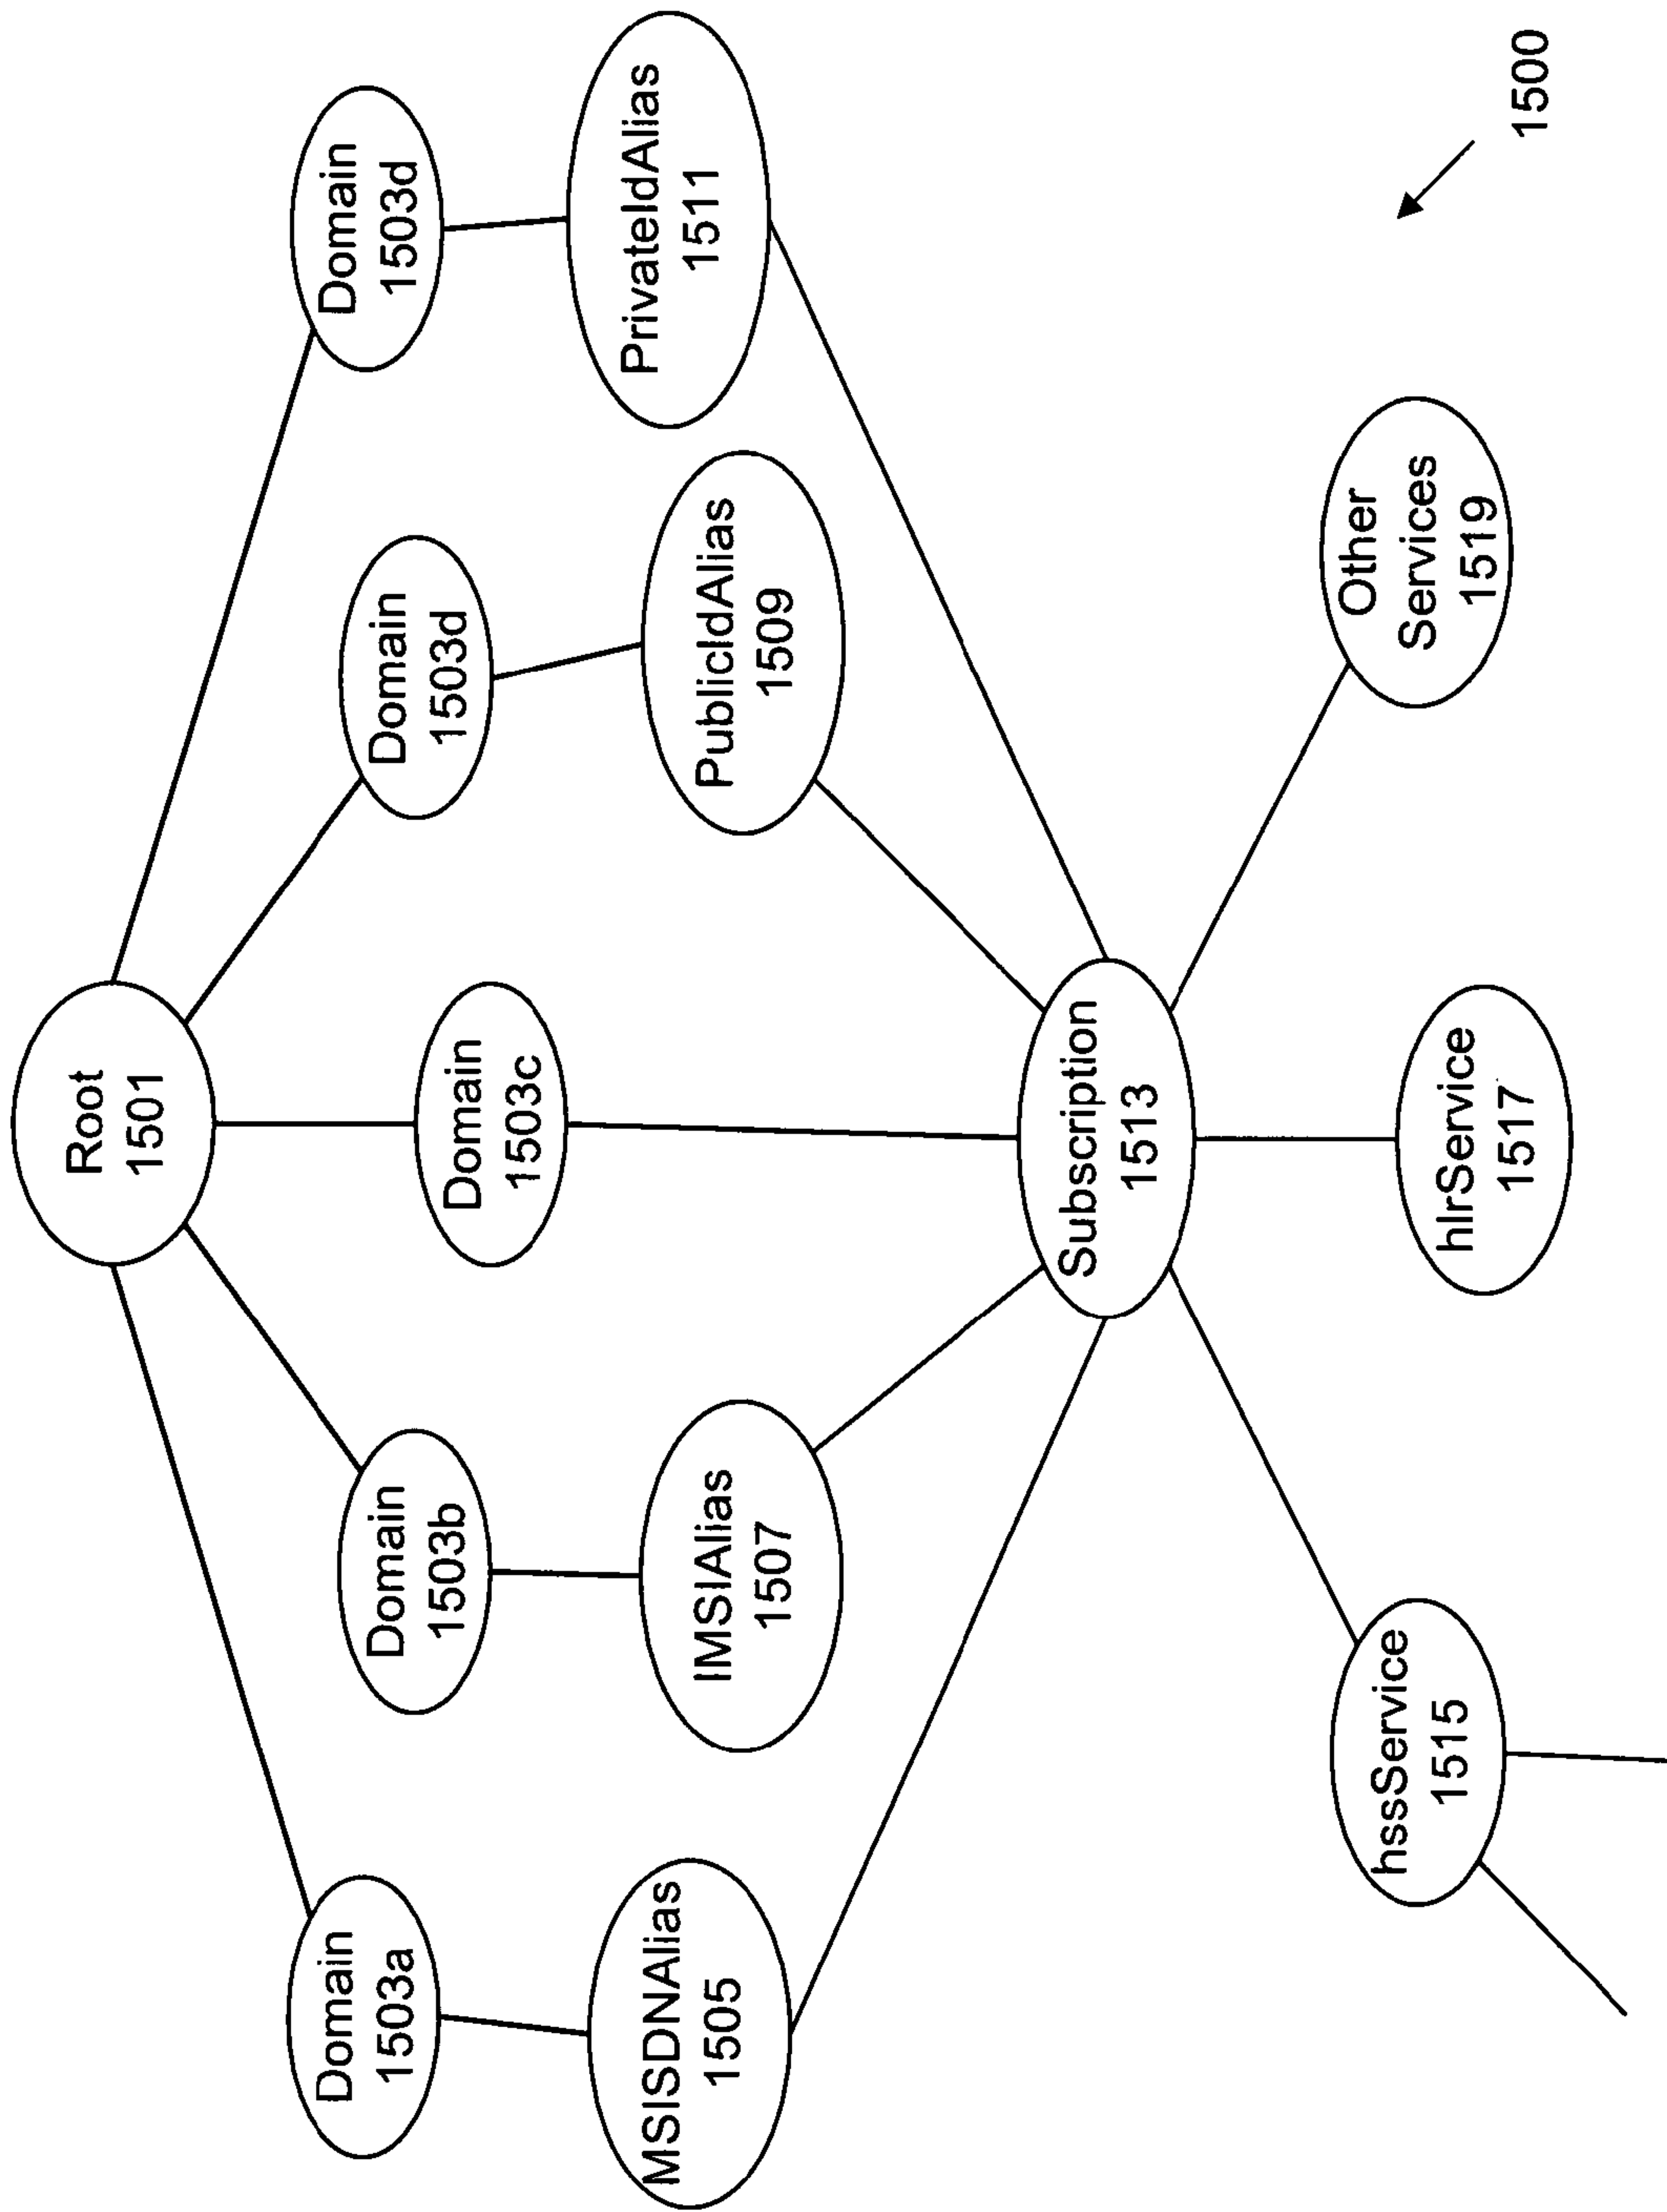 Root
1501
Domain
1503a
Domain
1503b
Domain
1503c
Domain
1503d
Domain
1503d
MSISDNAlias
1505
IMSIAlias
1507
PublicIdAlias
1509
PrivateIdAlias
1511
Subscription
1513
hssService
1515
hlrService
1517
Other
Services
1519
1500